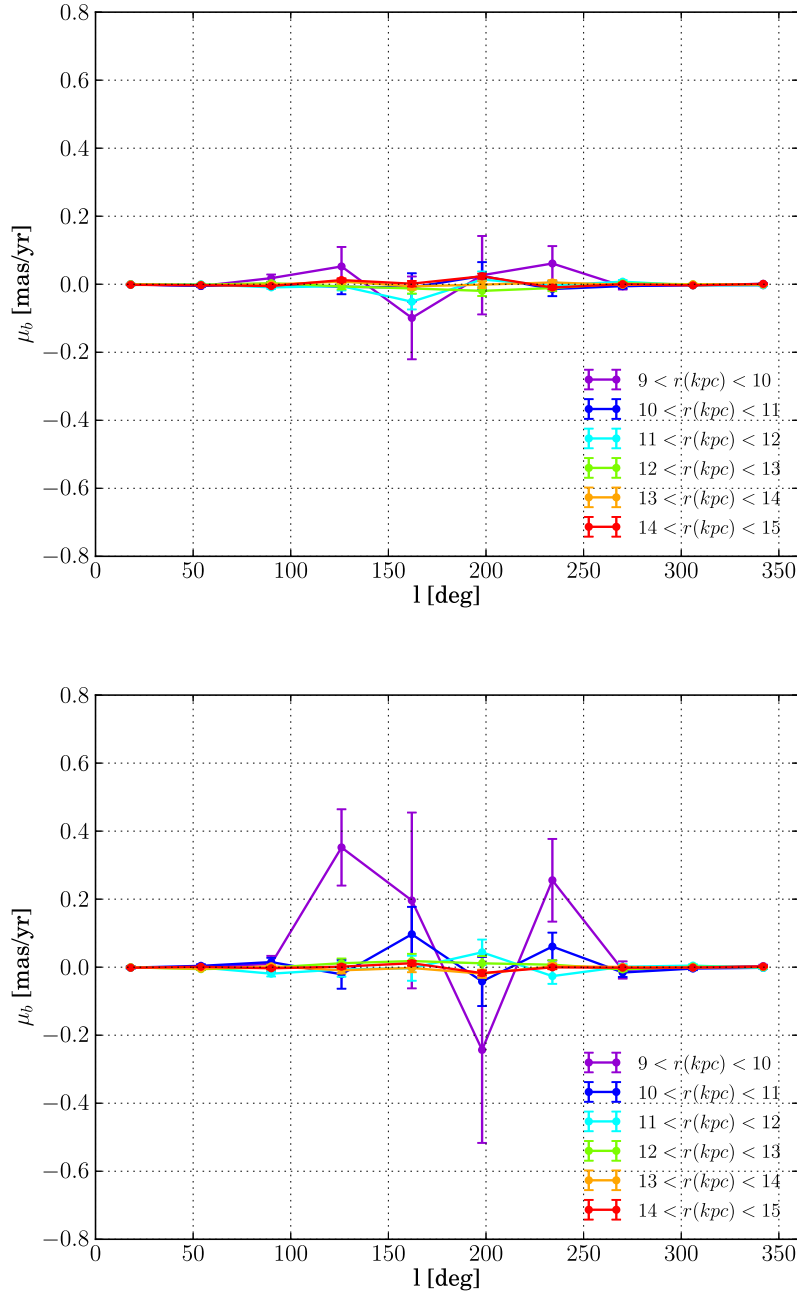 0.8
0.6
0.4
0.2
0.0
−0.2
−0.4
−0.6
−0.8
μ_b [mas/yr]
0 50 100 150 200 250 300 350
l [deg]
9 < r(kpc) < 10
10 < r(kpc) < 11
11 < r(kpc) < 12
12 < r(kpc) < 13
13 < r(kpc) < 14
14 < r(kpc) < 15
0.8
0.6
0.4
0.2
0.0
−0.2
−0.4
−0.6
−0.8
μ_b [mas/yr]
0 50 100 150 200 250 300 350
l [deg]
9 < r(kpc) < 10
10 < r(kpc) < 11
11 < r(kpc) < 12
12 < r(kpc) < 13
13 < r(kpc) < 14
14 < r(kpc) < 15